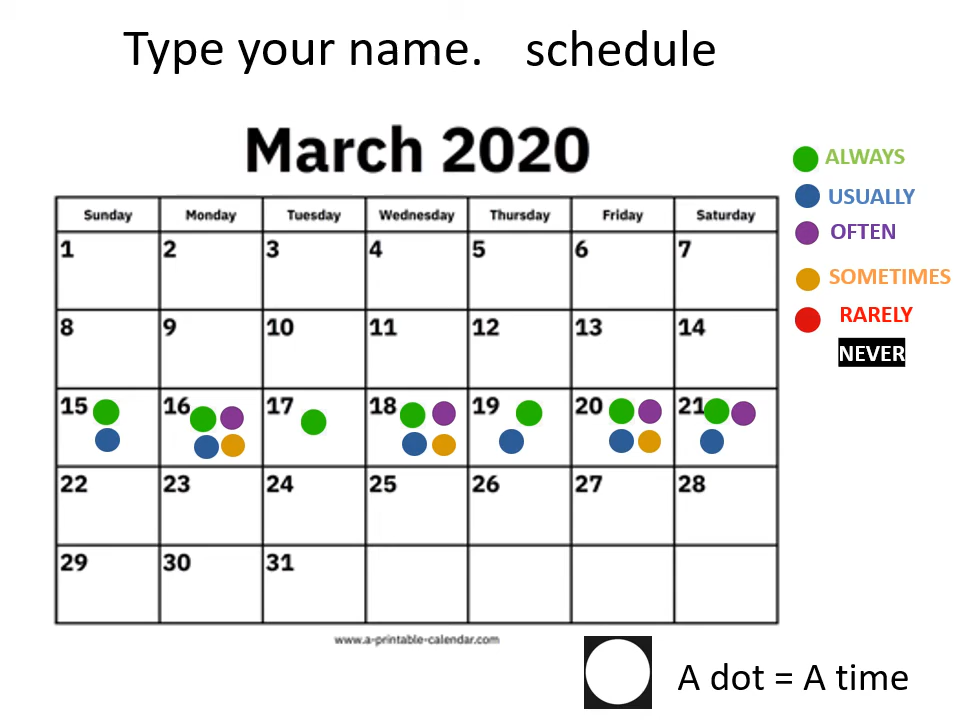 Type your name. schedule
March 2020
ALWAYS
USUALLY
OFTEN
SOMETIMES
RARELY
NEVER
Sunday Monday Tuesday Wednesday Thursday Friday Saturday
1 2 3 4 5 6 7
8 9 10 11 12 13 14
15 16 17 18 19 20 21
22 23 24 25 26 27 28
29 30 31
www.a-printable-calendar.com
A dot = A time